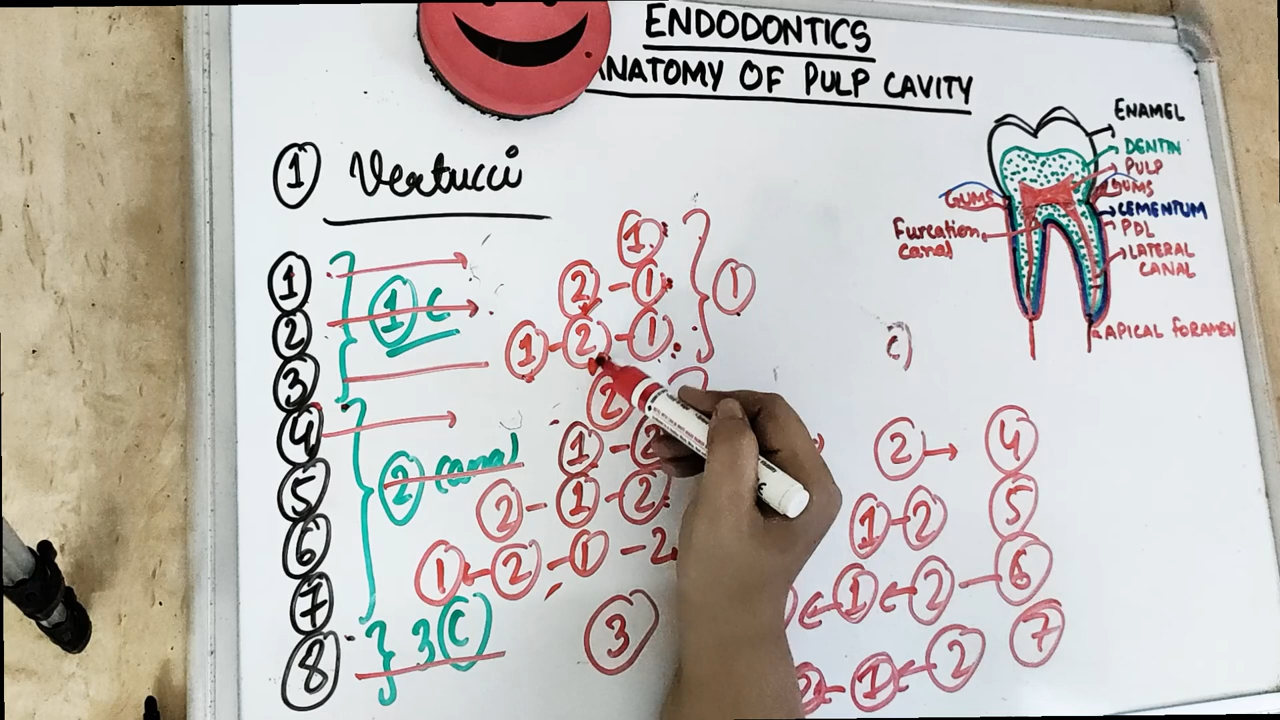 ENDODONTICS
ANATOMY OF PULP CAVITY
1 Vertucci
ENAMEL
DENTIN
PULP
GUMS
GUMS
CEMENTUM
PDL
Furcation
canal
LATERAL
CANAL
APICAL FORAMEN
1
2
3
4
5
6
7
8
1 C
2 canal
3 C
1
2 - 1
1 - 2 - 1
1
2
1 - 2
2 - 1 - 2
1 - 2 - 1 - 2
3
C
2 → 4
1 - 2 5
1 ← 2 - 6
2 - 1 ← 2 7